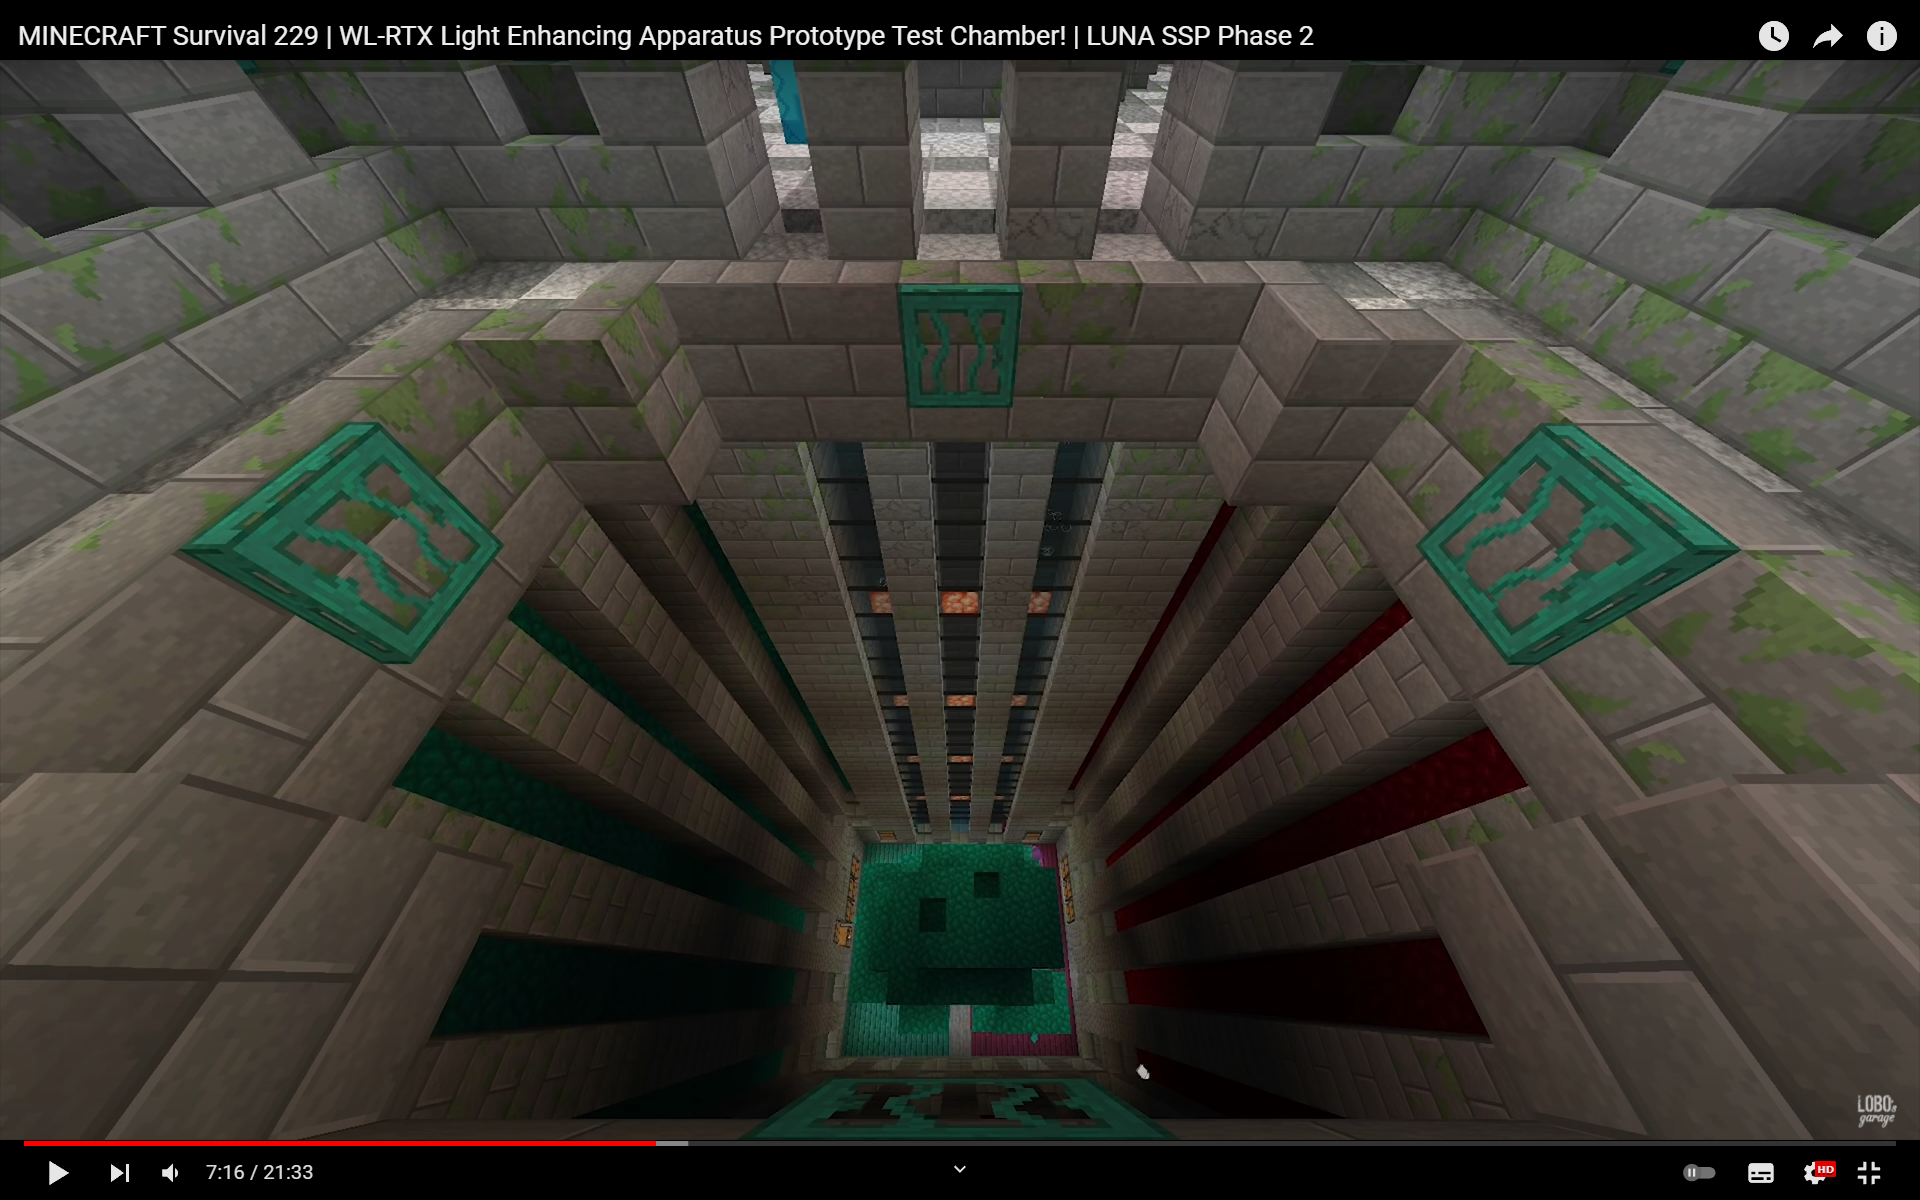 MINECRAFT Survival 229 | WL-RTX Light Enhancing Apparatus Prototype Test Chamber! | LUNA SSP Phase 2
LOBO's
garage
7:16 / 21:33
HD